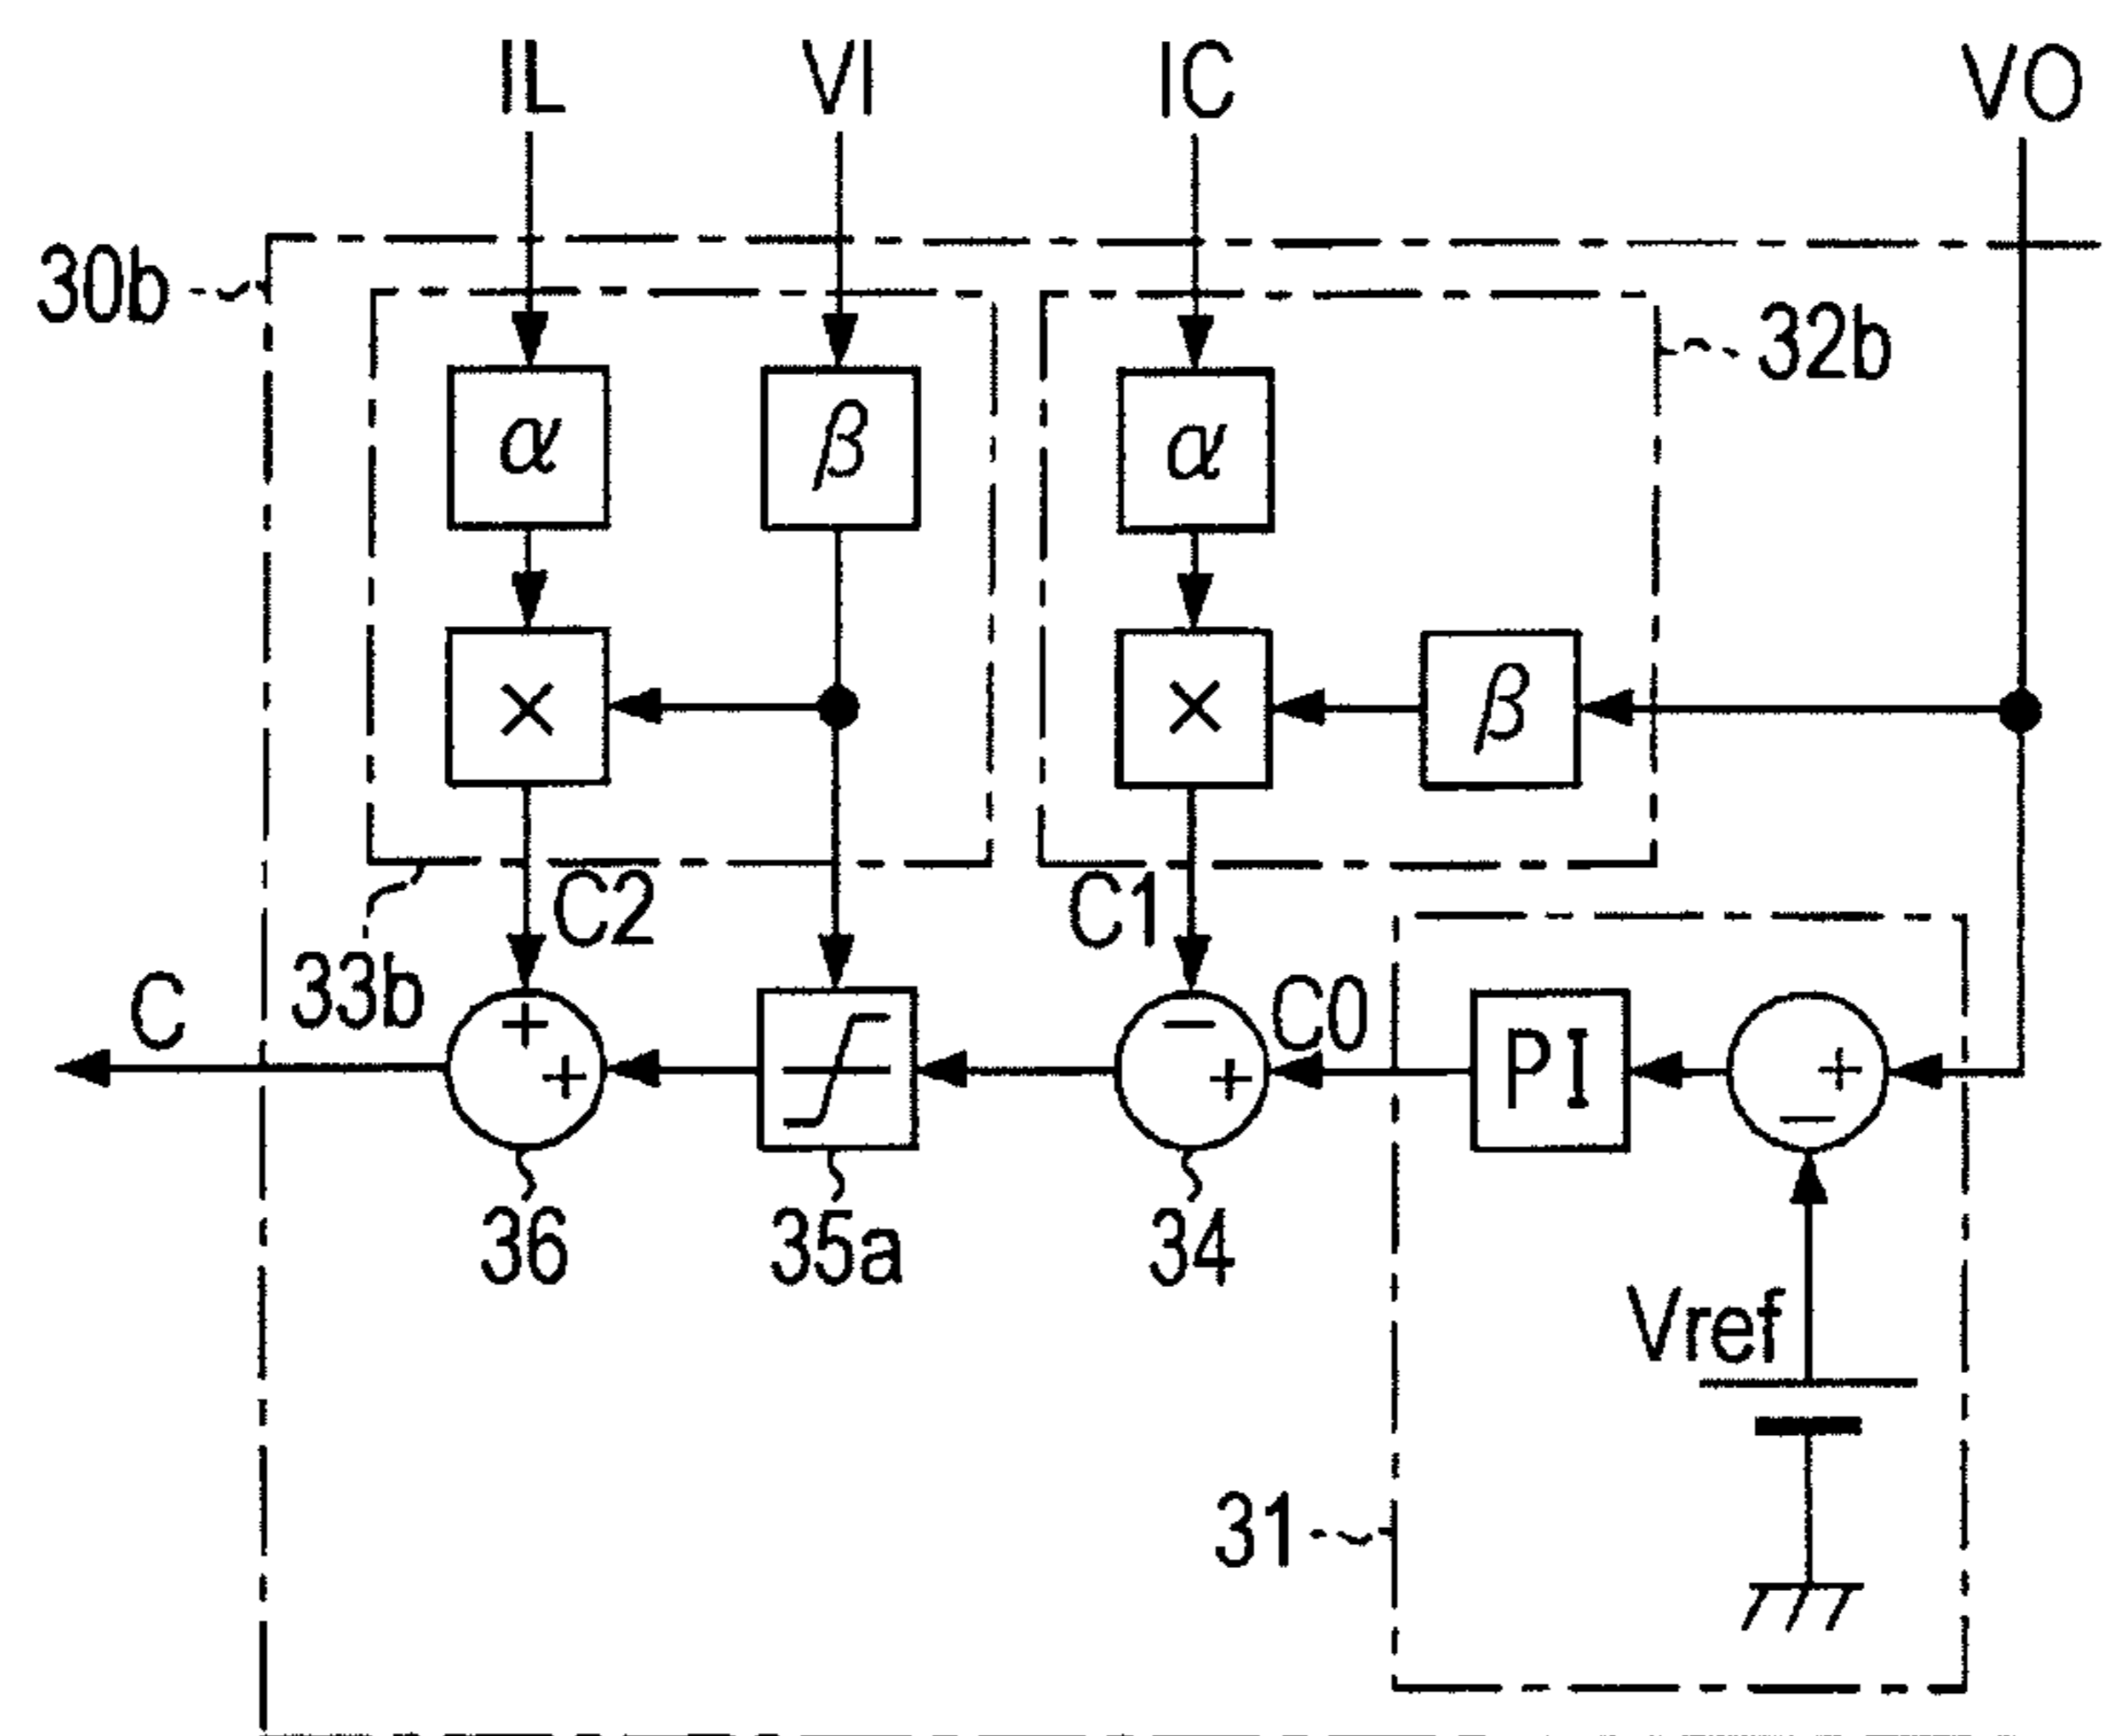 IL VI IC VO
30b
32b
α β α
× × β
C2 C1
33b
C C0
+ −
+ + PI +
−
36 35a 34
Vref
31